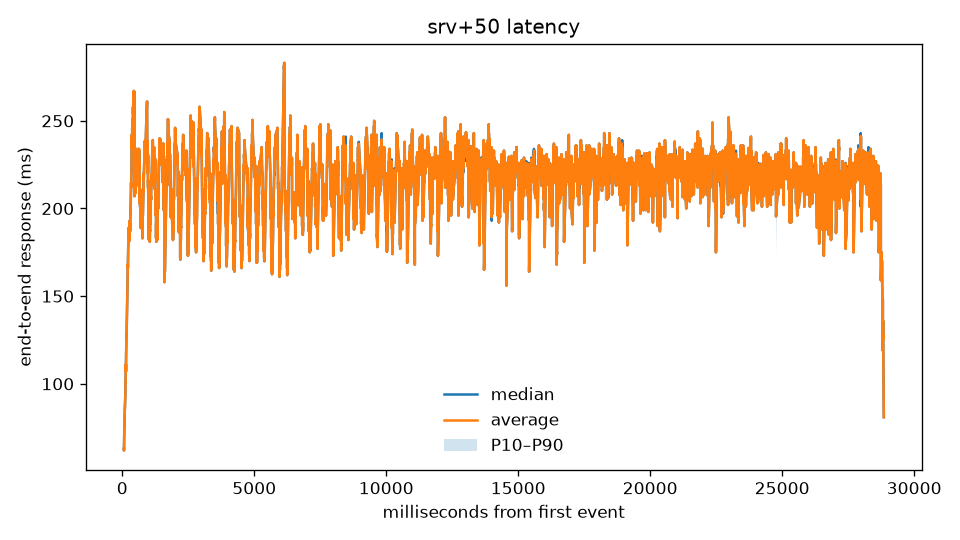 srv+50 latency
end-to-end response (ms)
250
200
150
100
median
average
P10–P90
0 5000 10000 15000 20000 25000 30000
milliseconds from first event